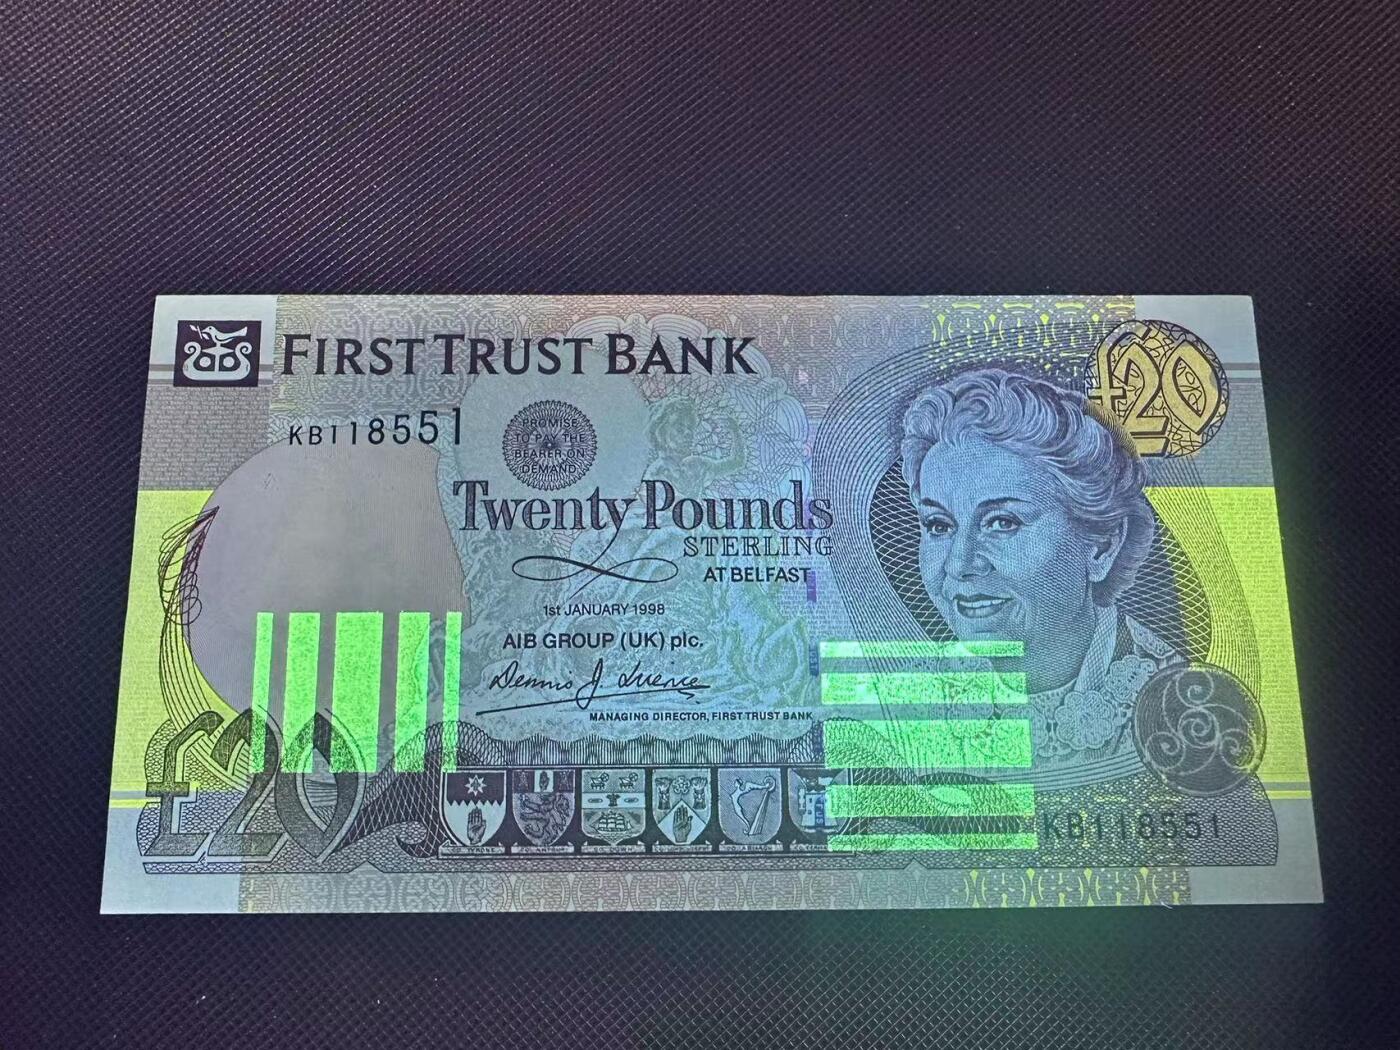 FIRST TRUST BANK
£20
KB118551
PROMISE
TO PAY THE
BEARER ON
DEMAND
Twenty Pounds
STERLING
AT BELFAST
1st JANUARY 1998
AIB GROUP (UK) plc.
MANAGING DIRECTOR, FIRST TRUST BANK
£20
KB118551